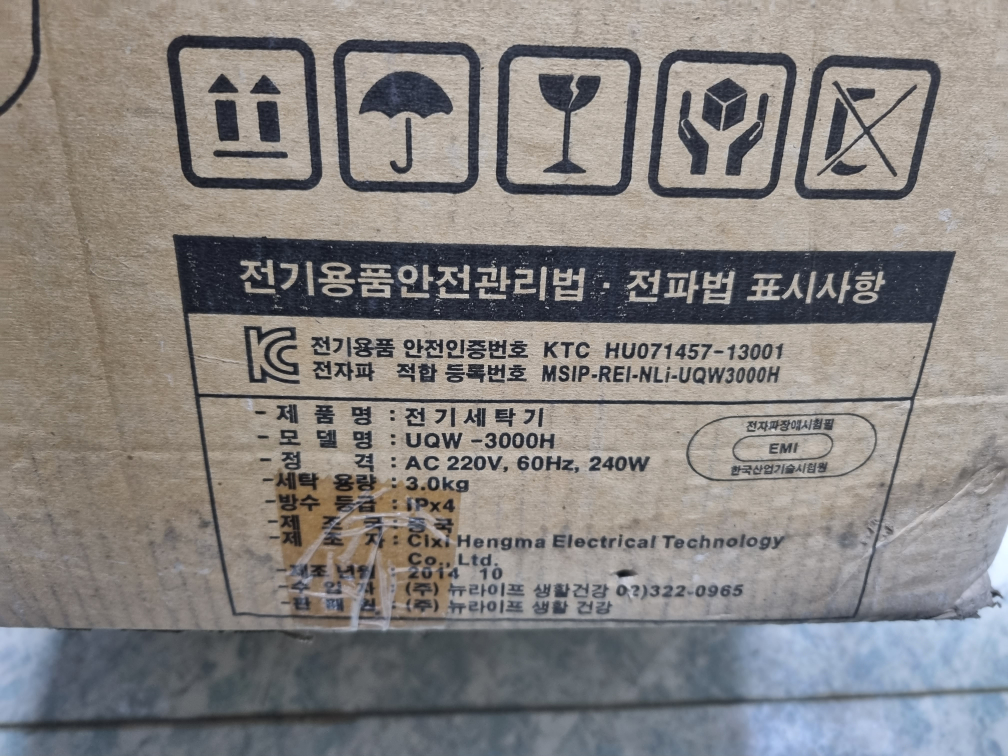 전기용품안전관리법 · 전파법 표시사항
전기용품 안전인증번호 KTC HU071457-13001
전자파 적합 등록번호 MSIP-REI-NLi-UQW3000H
- 제 품 명 : 전기세탁기
- 모 델 명 : UQW -3000H
- 정 격 : AC 220V, 60Hz, 240W
-세탁 용량 : 3.0kg
-방수 등급 : IPx4
-제 조 국 : 중국
-제 조 자 : Cixi Hengma Electrical Technology
Co., Ltd.
-제조 년월 : 2014 10
-수 입 자 : (주) 뉴라이프 생활건강 02)322-0965
-판 매 원 : (주) 뉴라이프 생활 건강
전자파장애시험필
EMI
한국산업기술시험원